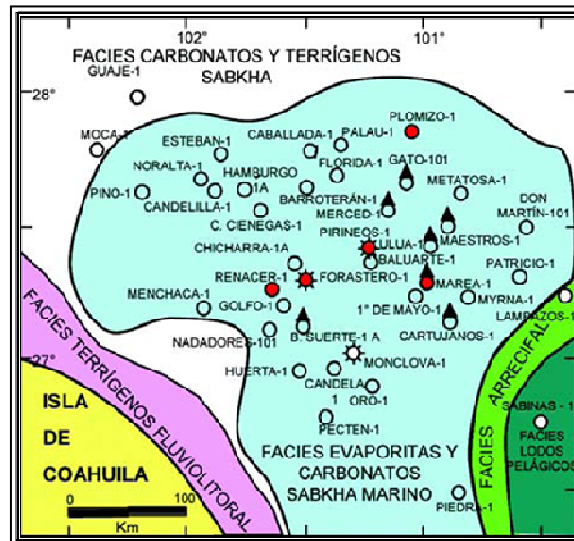 102°
101°
FACIES CARBONATOS Y TERRÍGENOS
SABKHA
GUAJE-1
28°
PLOMIZO-1
MOCA-1
CABALLADA-1
PALAU-1
ESTEBAN-1
GATO-101
FLORIDA-1
NORALTA-1
HAMBURGO
1A
METATOSA-1
PINO-1
CANDELILLA-1
BARROTERÁN-1
MERCED-1
DON
MARTÍN-101
C. CIENEGAS-1
PIRINEOS-1
ULUA-1
MAESTROS-1
CHICHARRA-1A
BALUARTE-1
PATRICIO-1
RENACER-1
FORASTERO-1
MAREA-1
MENCHACA-1
GOLFO-1
1° DE MAYO-1
MYRNA-1
LAMPAZOS-1
NADADORES-101
B. SUERTE-1 A
CARTUJANOS-1
27°
MONCLOVA-1
HUERTA-1
CANDELA
1
ORO-1
PECTEN-1
SABINAS - 1
FACIES
LODOS
PELÁGICOS
FACIES ARRECIFAL
FACIES TERRÍGENOS FLUVIOLITORAL
ISLA
DE
COAHUILA
FACIES EVAPORITAS Y
CARBONATOS
SABKHA MARINO
PIEDRA-1
0
100
Km